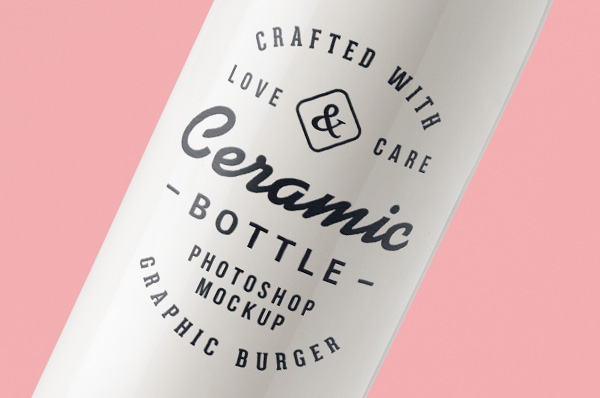 CRAFTED WITH
LOVE & CARE
Ceramic
- BOTTLE -
PHOTOSHOP
MOCKUP
GRAPHIC BURGER